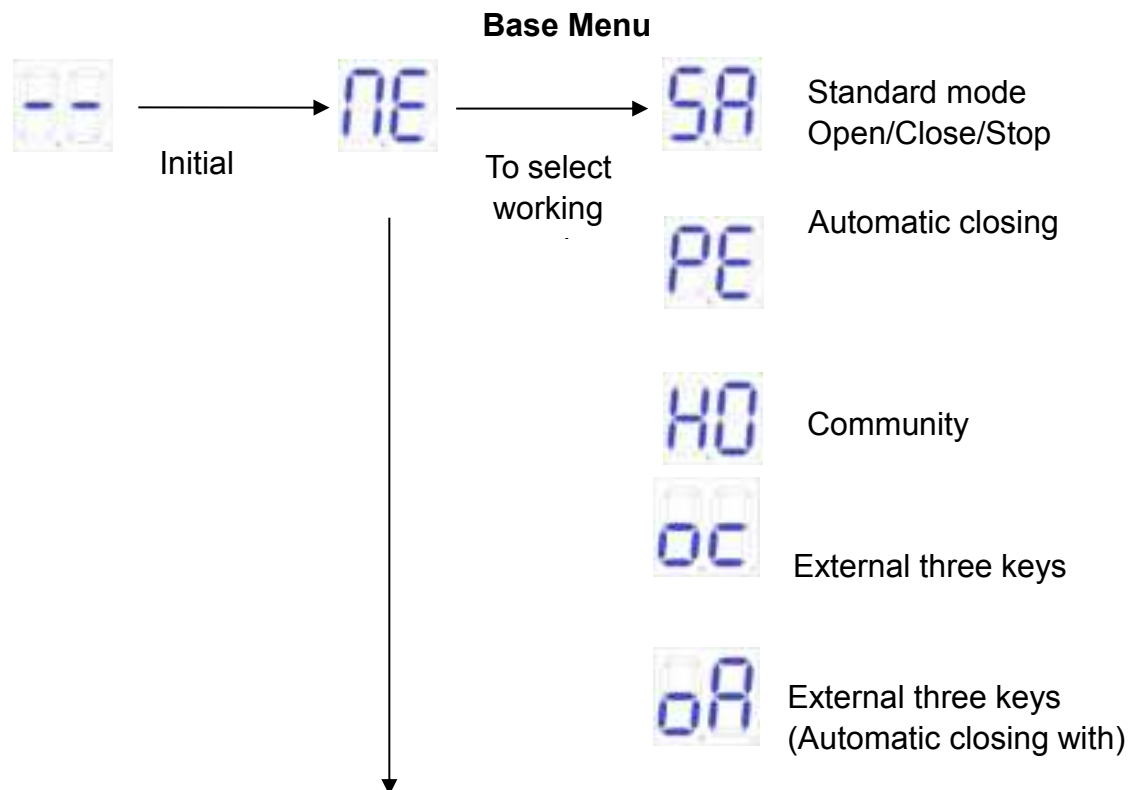 Base Menu
-- ME SA Standard mode
Open/Close/Stop
Initial
To select
working
PE Automatic closing
HO Community
oc External three keys
oA External three keys
(Automatic closing with)